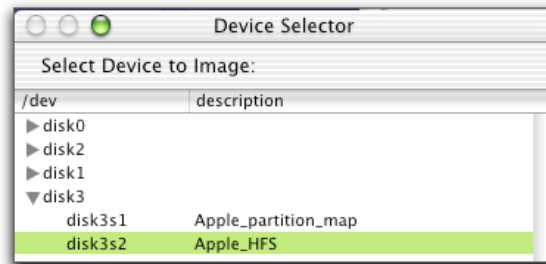 Device Selector
Select Device to Image:
/dev description
disk0
disk2
disk1
disk3
disk3s1 Apple_partition_map
disk3s2 Apple_HFS